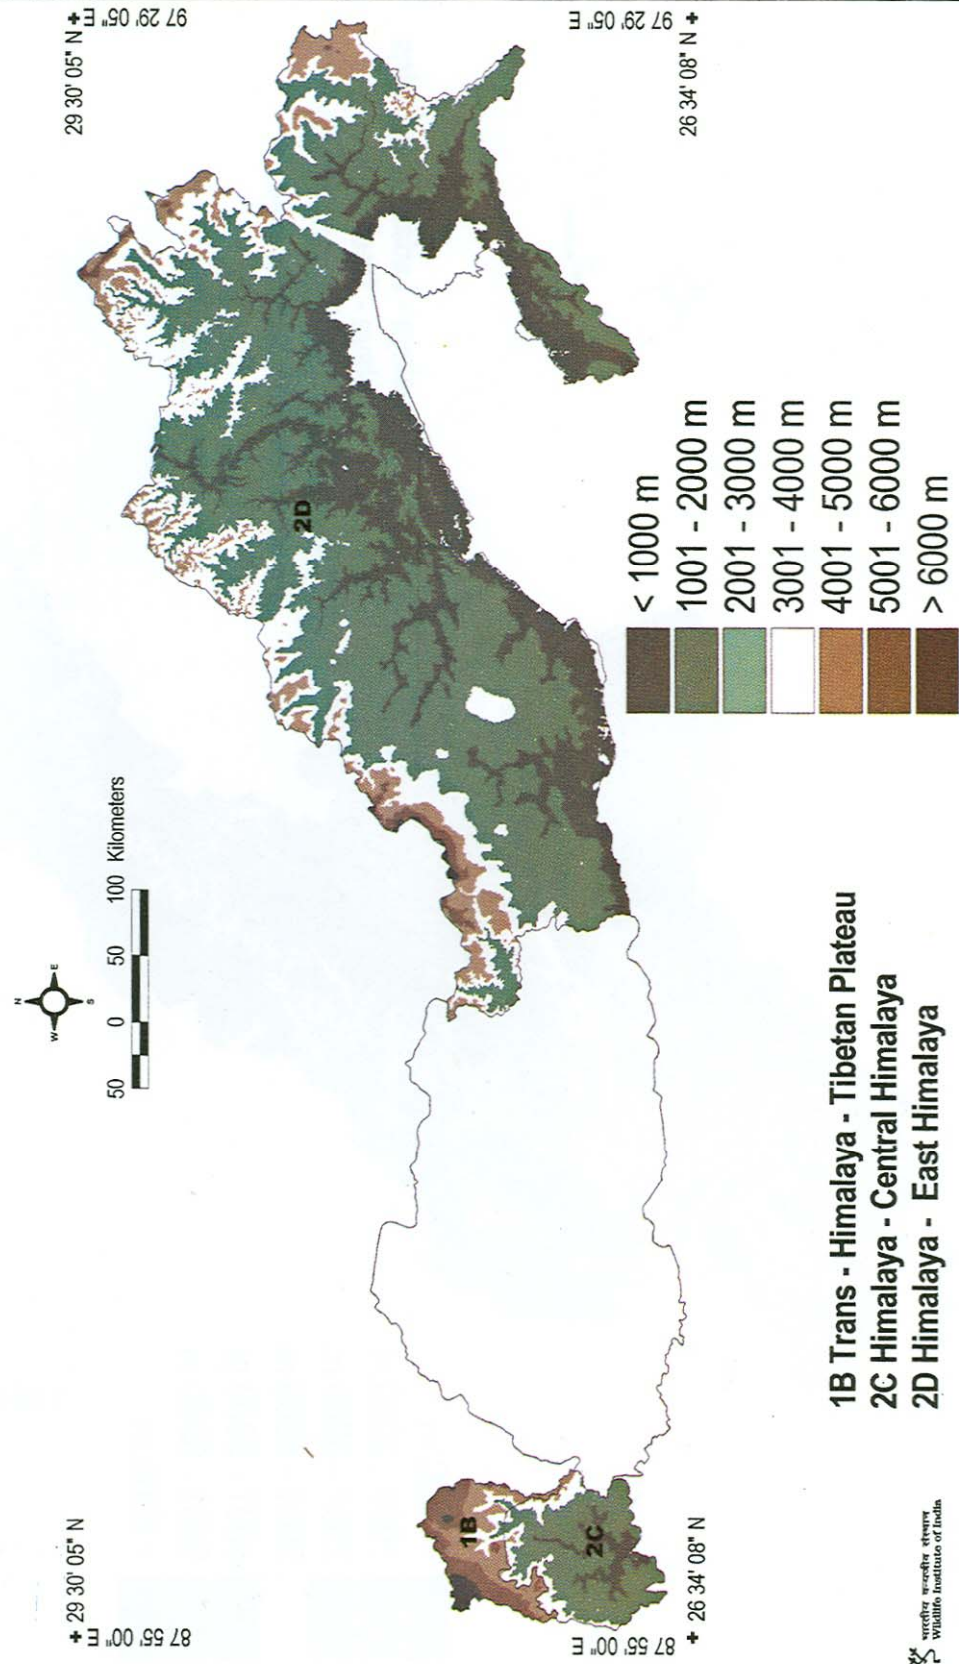 29 30' 05" N
87 55' 00" E
29 30' 05" N
97 29' 05" E
N
W
E
S
50 0 50 100 Kilometers
2D
1B
2C
26 34' 08" N
87 55' 00" E
26 34' 08" N
97 29' 05" E
< 1000 m
1001 - 2000 m
2001 - 3000 m
3001 - 4000 m
4001 - 5000 m
5001 - 6000 m
> 6000 m
1B Trans - Himalaya - Tibetan Plateau
2C Himalaya - Central Himalaya
2D Himalaya - East Himalaya
भारतीय वन्यजीव संस्थान
Wildlife Institute of India